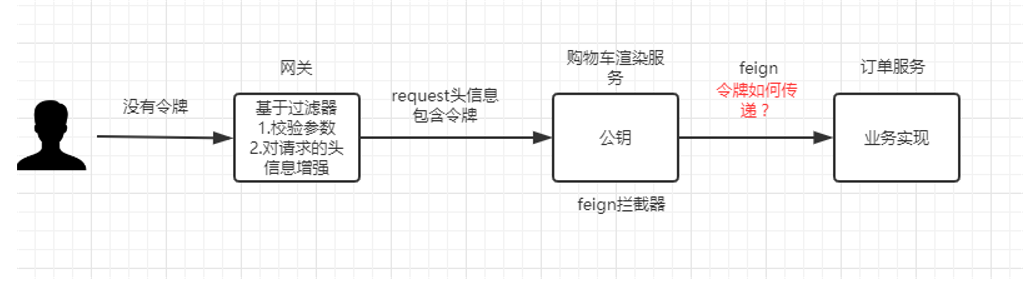 没有令牌
网关
基于过滤器
1.校验参数
2.对请求的头
信息增强
request头信息
包含令牌
购物车渲染服
务
公钥
feign拦截器
feign
令牌如何传
递？
订单服务
业务实现